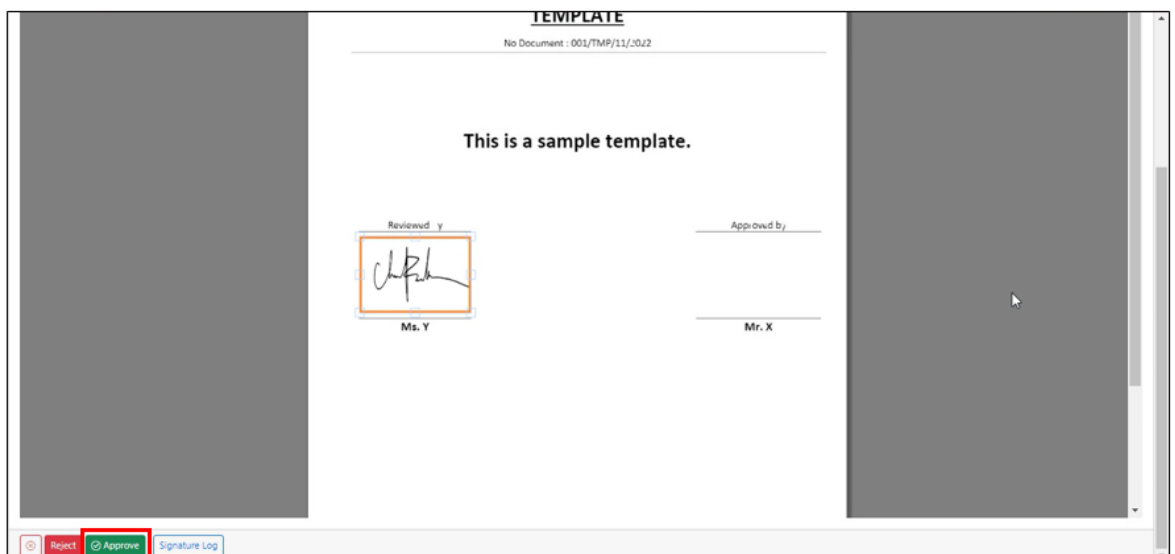 TEMPLATE
No Document : 001/TMP/11/2022
This is a sample template.
Reviewed y
Approved by
Ms. Y
Mr. X
Reject
Approve
Signature Log